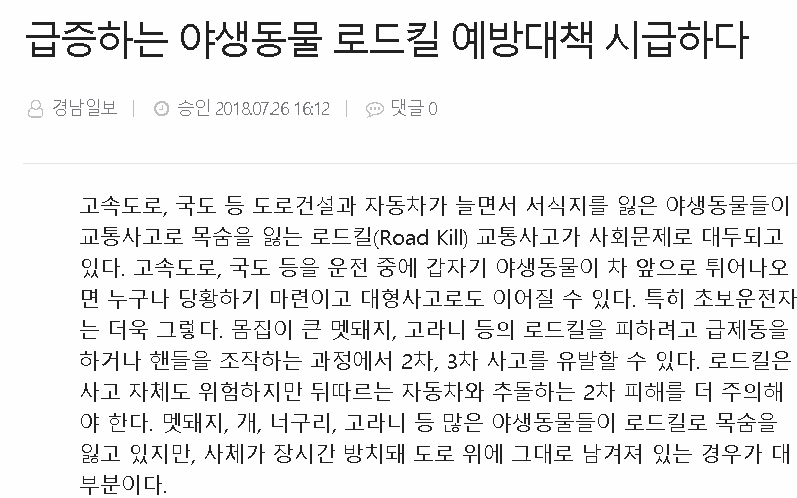 급증하는 야생동물 로드킬 예방대책 시급하다
경남일보 | 승인 2018.07.26 16:12 | 댓글 0
고속도로, 국도 등 도로건설과 자동차가 늘면서 서식지를 잃은 야생동물들이
교통사고로 목숨을 잃는 로드킬(Road Kill) 교통사고가 사회문제로 대두되고
있다. 고속도로, 국도 등을 운전 중에 갑자기 야생동물이 차 앞으로 튀어나오
면 누구나 당황하기 마련이고 대형사고로도 이어질 수 있다. 특히 초보운전자
는 더욱 그렇다. 몸집이 큰 멧돼지, 고라니 등의 로드킬을 피하려고 급제동을
하거나 핸들을 조작하는 과정에서 2차, 3차 사고를 유발할 수 있다. 로드킬은
사고 자체도 위험하지만 뒤따르는 자동차와 추돌하는 2차 피해를 더 주의해
야 한다. 멧돼지, 개, 너구리, 고라니 등 많은 야생동물들이 로드킬로 목숨을
잃고 있지만, 사체가 장시간 방치돼 도로 위에 그대로 남겨져 있는 경우가 대
부분이다.